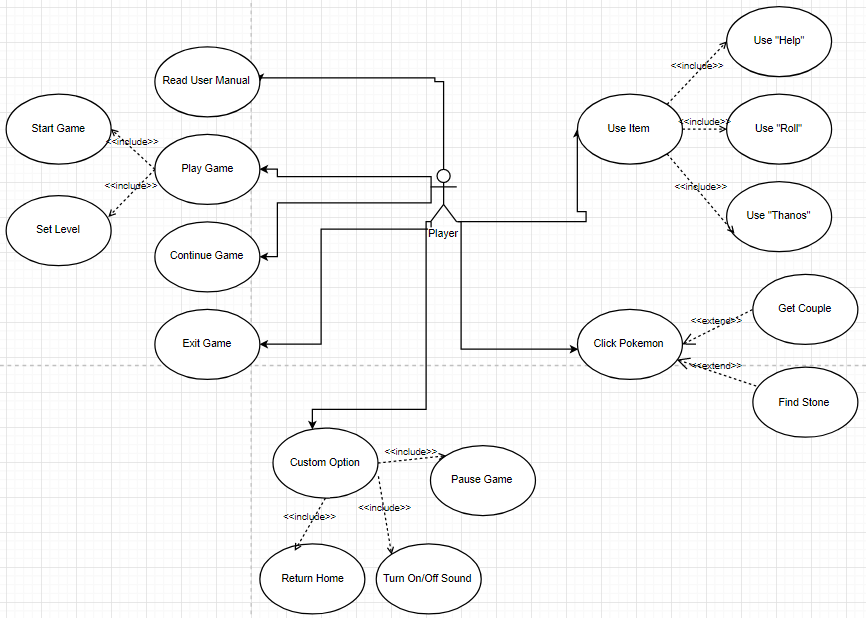 Use "Help"
Read User Manual
<<include>>
Start Game
<<include>>
Use Item
<<include>>
Use "Roll"
Play Game
<<include>>
<<include>>
Use "Thanos"
Set Level
Player
Continue Game
Get Couple
<<extend>>
Exit Game
Click Pokemon
<<extend>>
Find Stone
<<include>>
Custom Option
Pause Game
<<include>>
<<include>>
Return Home
Turn On/Off Sound